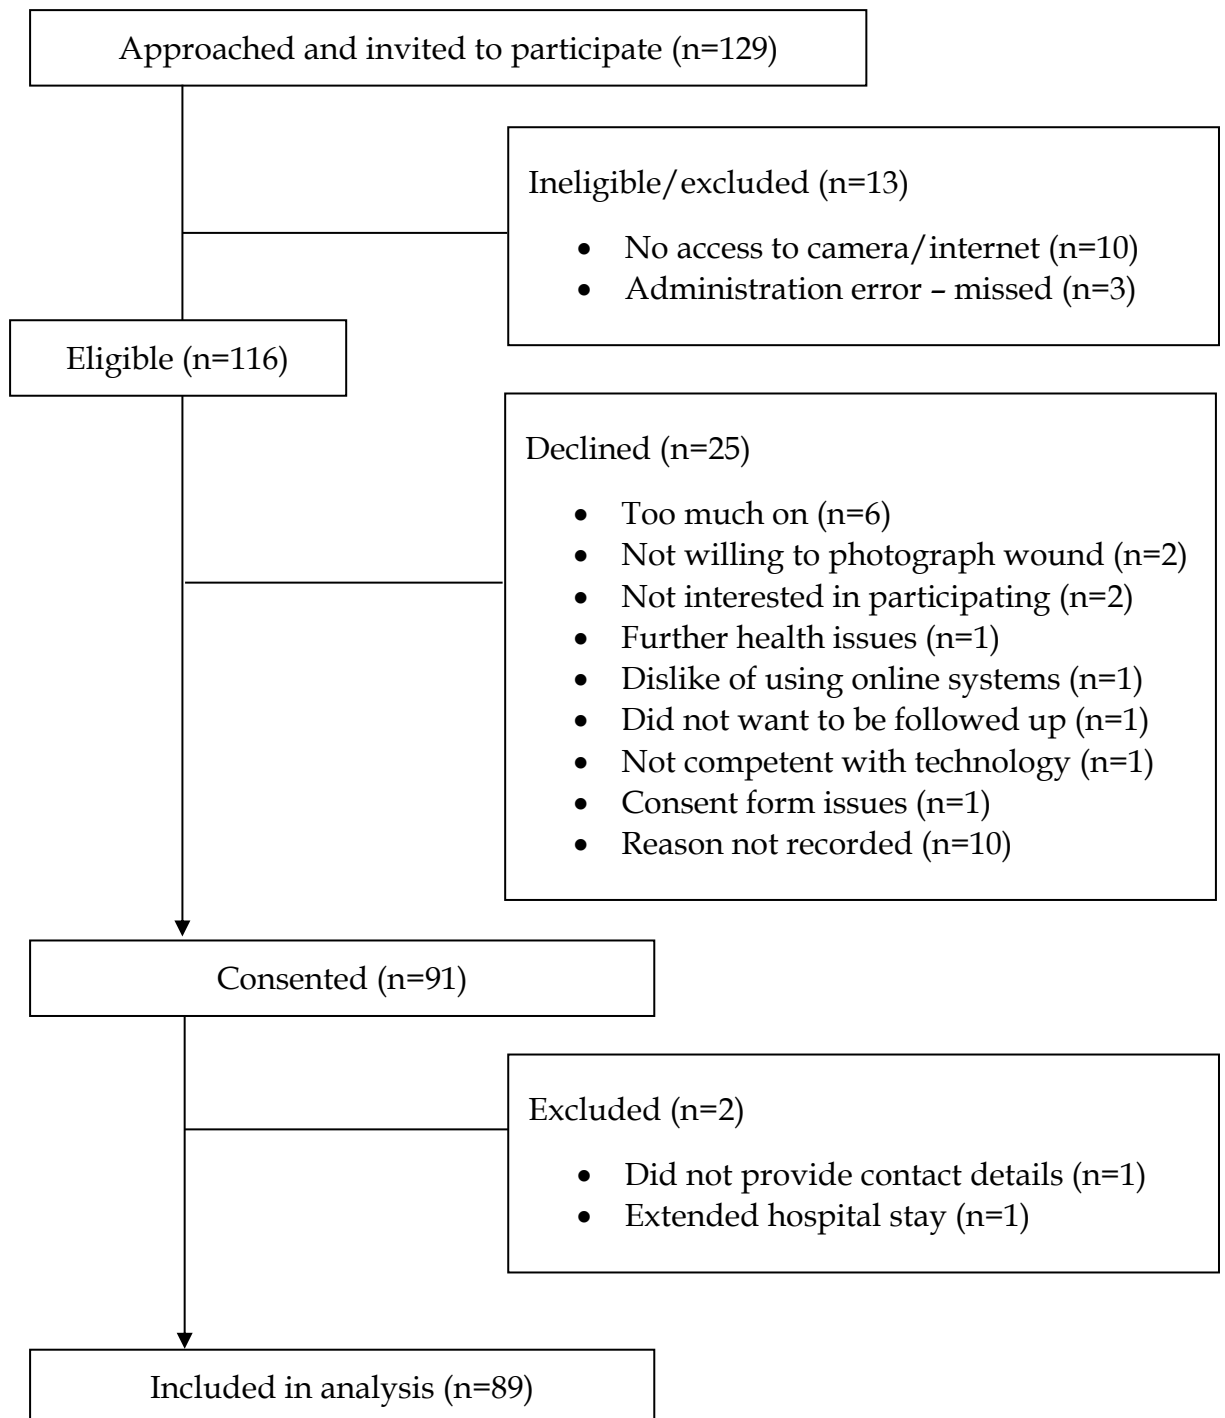 Approached and invited to participate (n=129)
Ineligible/excluded (n=13)
• No access to camera/internet (n=10)
• Administration error – missed (n=3)
Eligible (n=116)
Declined (n=25)
• Too much on (n=6)
• Not willing to photograph wound (n=2)
• Not interested in participating (n=2)
• Further health issues (n=1)
• Dislike of using online systems (n=1)
• Did not want to be followed up (n=1)
• Not competent with technology (n=1)
• Consent form issues (n=1)
• Reason not recorded (n=10)
Consented (n=91)
Excluded (n=2)
• Did not provide contact details (n=1)
• Extended hospital stay (n=1)
Included in analysis (n=89)